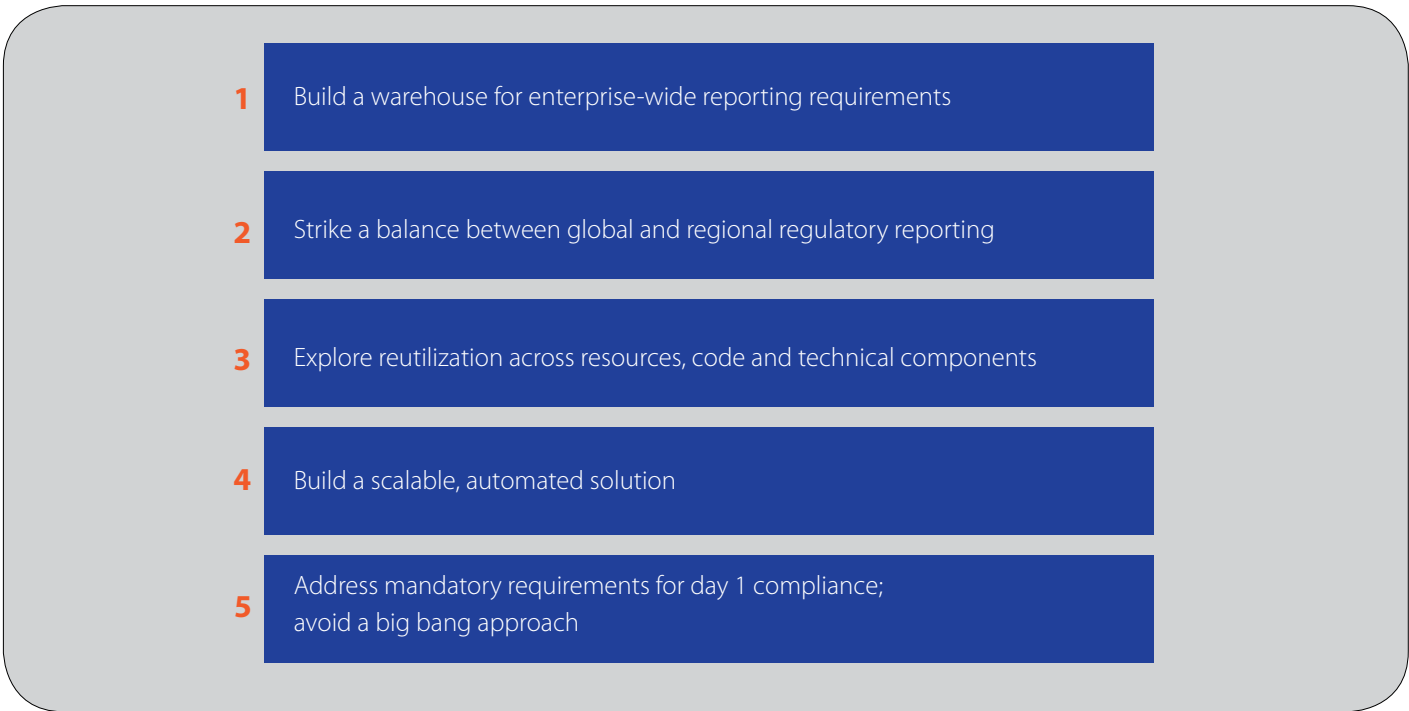 1 Build a warehouse for enterprise-wide reporting requirements
2 Strike a balance between global and regional regulatory reporting
3 Explore reutilization across resources, code and technical components
4 Build a scalable, automated solution
5 Address mandatory requirements for day 1 compliance;
avoid a big bang approach